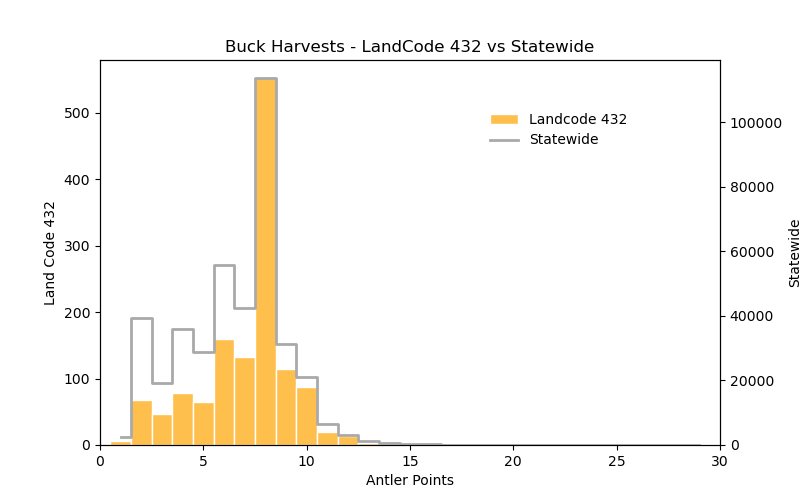 Buck Harvests - LandCode 432 vs Statewide
Landcode 432
Statewide
Land Code 432
500
400
300
200
100
0
100000
80000
60000
40000
20000
0
Statewide
0 5 10 15 20 25 30
Antler Points